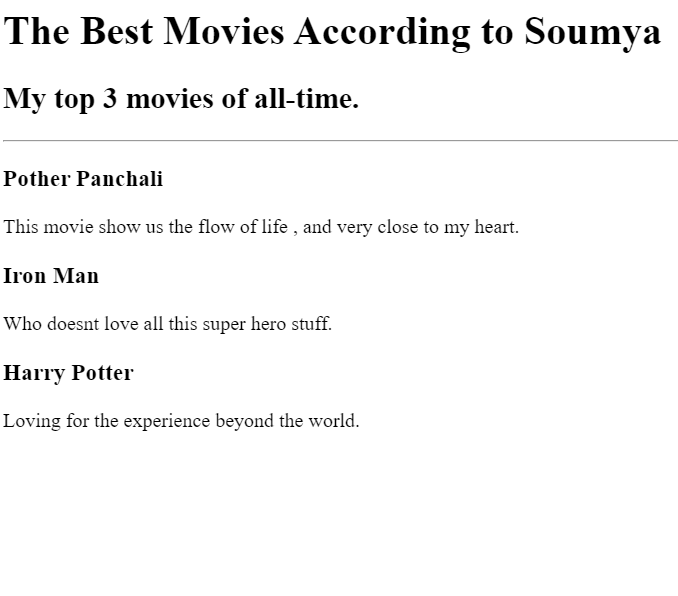 The Best Movies According to Soumya
My top 3 movies of all-time.
Pother Panchali
This movie show us the flow of life , and very close to my heart.
Iron Man
Who doesnt love all this super hero stuff.
Harry Potter
Loving for the experience beyond the world.